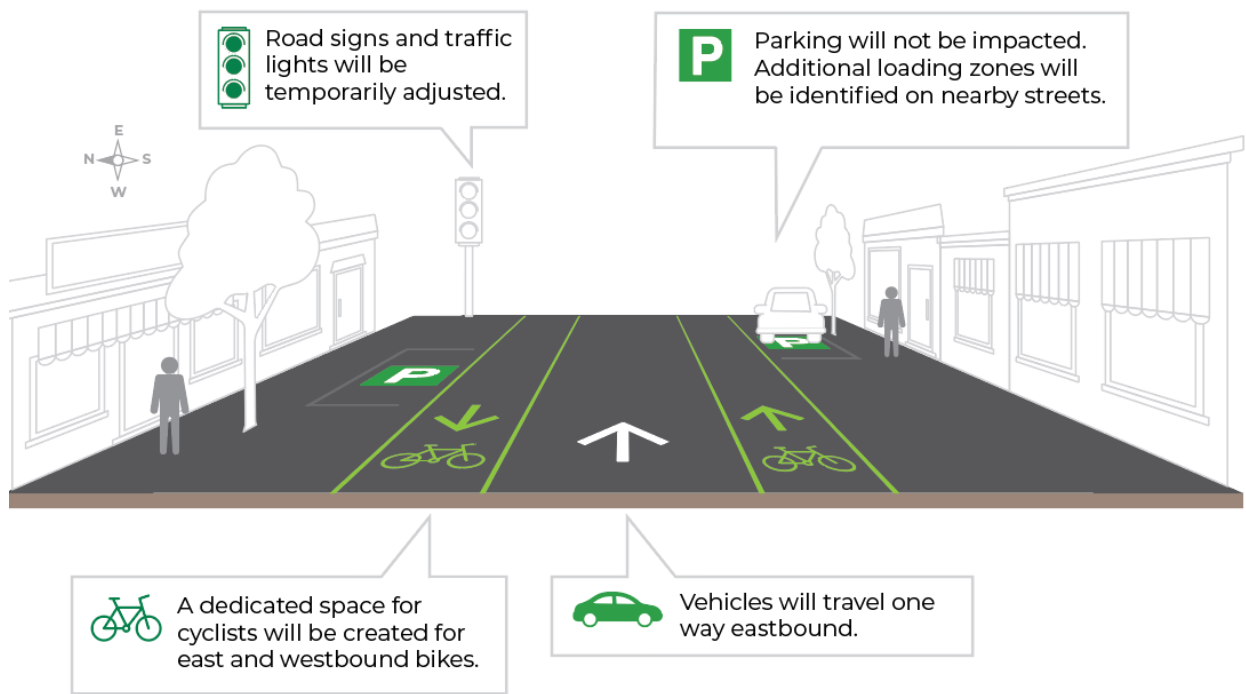 Road signs and traffic
lights will be
temporarily adjusted.
P
Parking will not be impacted.
Additional loading zones will
be identified on nearby streets.
E
N S
W
P
P
A dedicated space for
cyclists will be created for
east and westbound bikes.
Vehicles will travel one
way eastbound.